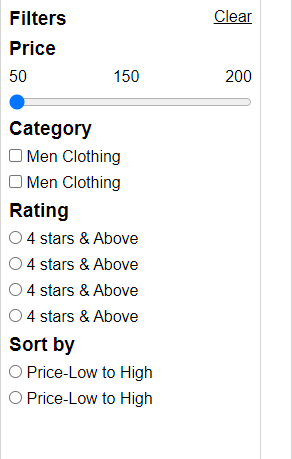 Filters Clear
Price
50 150 200
Category
Men Clothing
Men Clothing
Rating
4 stars & Above
4 stars & Above
4 stars & Above
4 stars & Above
Sort by
Price-Low to High
Price-Low to High